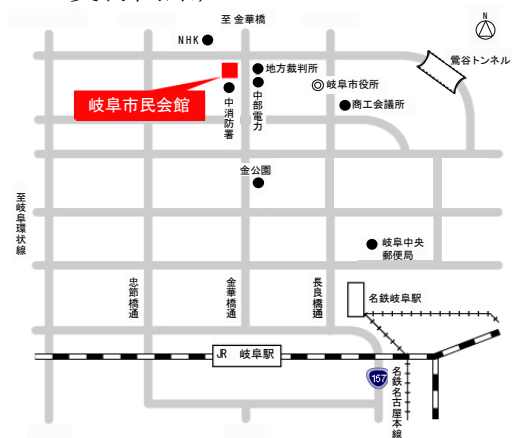 至 金華橋
N
NHK
鶯谷トンネル
地方裁判所
岐阜市役所
岐阜市民会館
商工会議所
中消防署
中部電力
金公園
至岐阜環状線
岐阜中央
郵便局
忠節橋通
金華橋通
長良橋通
名鉄岐阜駅
JR 岐阜駅
157
名鉄名古屋本線